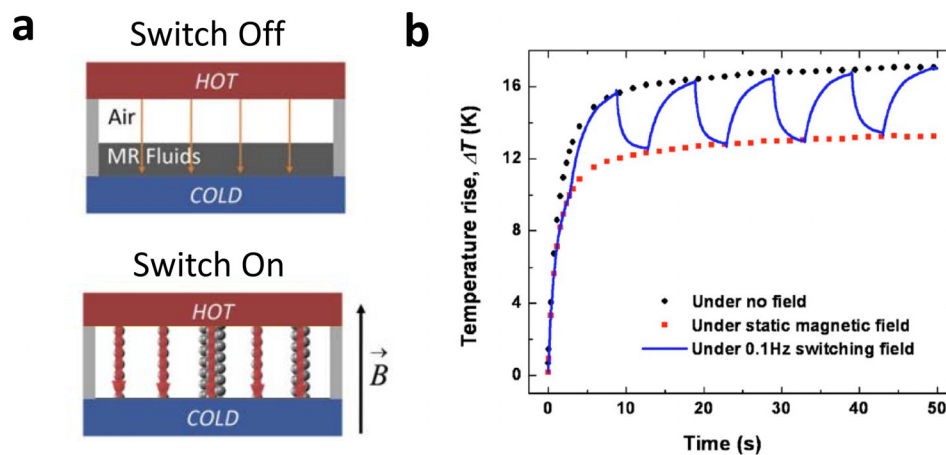 a
Switch Off
HOT
Air
MR Fluids
COLD
Switch On
HOT
COLD
B
b
Temperature rise, ΔT (K)
16
12
8
4
0
Under no field
Under static magnetic field
Under 0.1Hz switching field
0 10 20 30 40 50
Time (s)